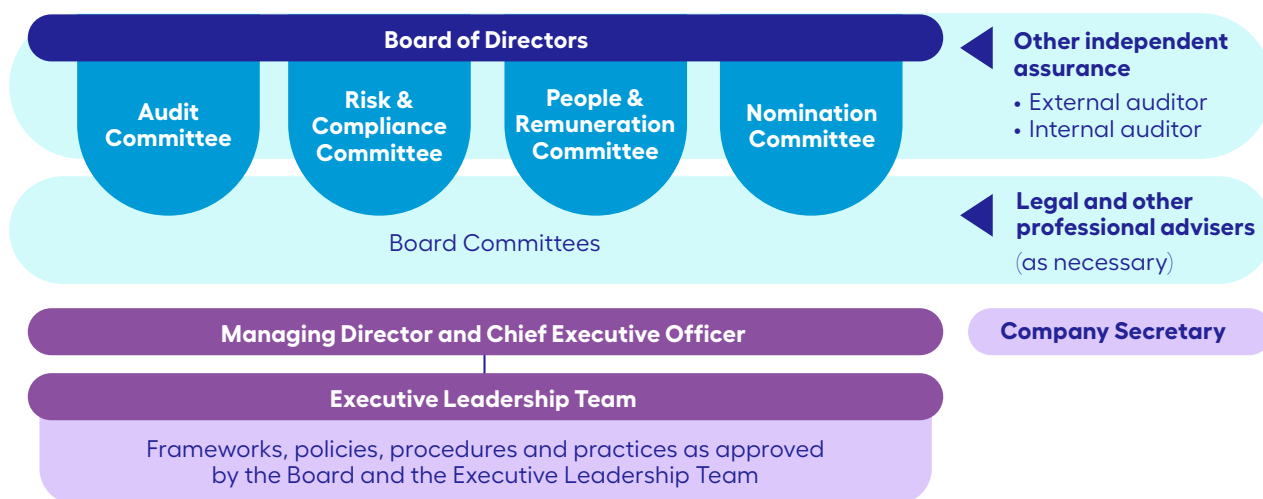 Board of Directors
Audit
Committee
Risk &
Compliance
Committee
People &
Remuneration
Committee
Nomination
Committee
Other independent
assurance
• External auditor
• Internal auditor
Board Committees
Legal and other
professional advisers
(as necessary)
Managing Director and Chief Executive Officer
Company Secretary
Executive Leadership Team
Frameworks, policies, procedures and practices as approved
by the Board and the Executive Leadership Team